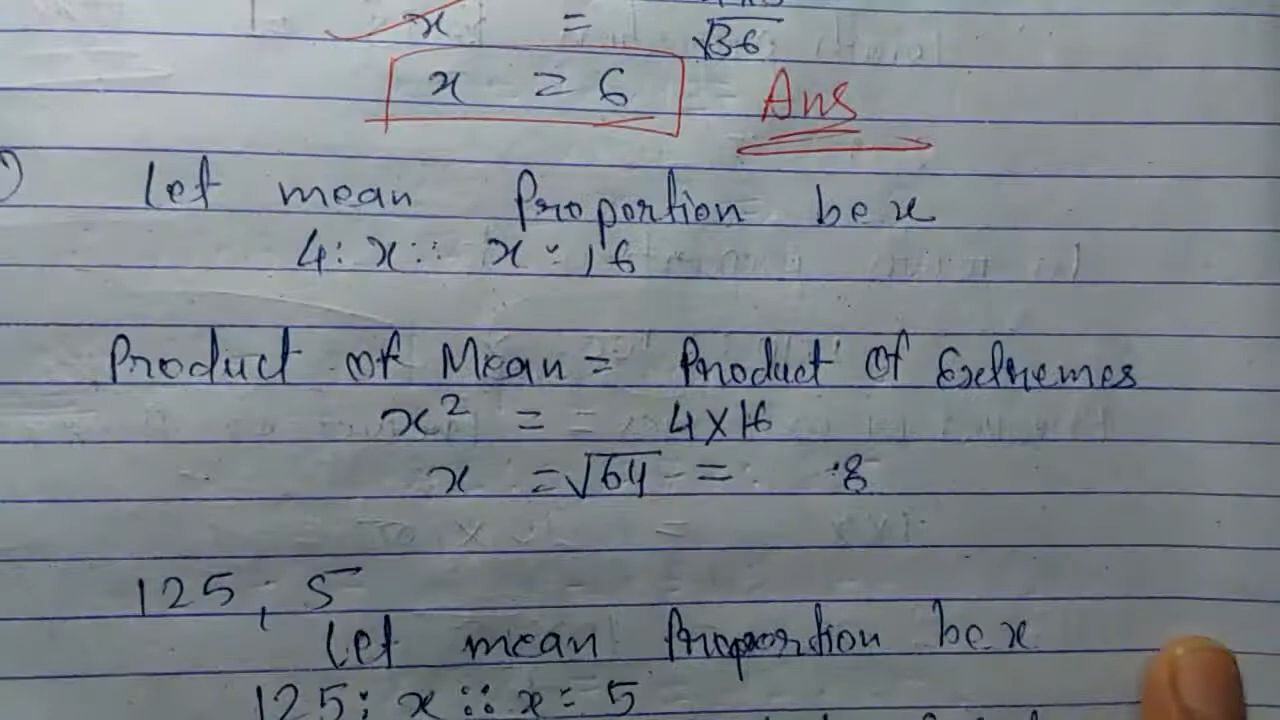 x = √36
x = 6 Ans
) Let mean Proportion be x
4 : x :: x : 16
Product of Mean = Product of Extremes
x² = 4 x 16
x = √64 = 8
125, 5
Let mean Proportion be x
125 : x :: x : 5